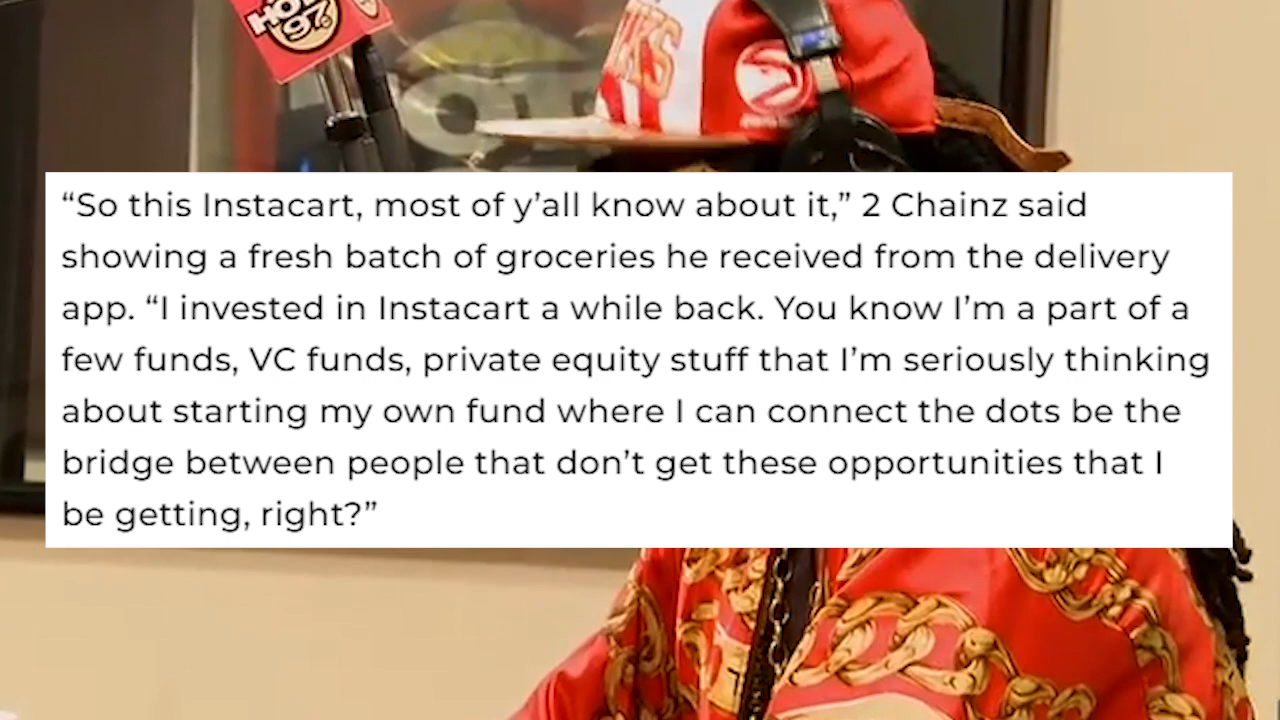 HOT
97
“So this Instacart, most of y’all know about it,” 2 Chainz said
showing a fresh batch of groceries he received from the delivery
app. “I invested in Instacart a while back. You know I’m a part of a
few funds, VC funds, private equity stuff that I’m seriously thinking
about starting my own fund where I can connect the dots be the
bridge between people that don’t get these opportunities that I
be getting, right?”